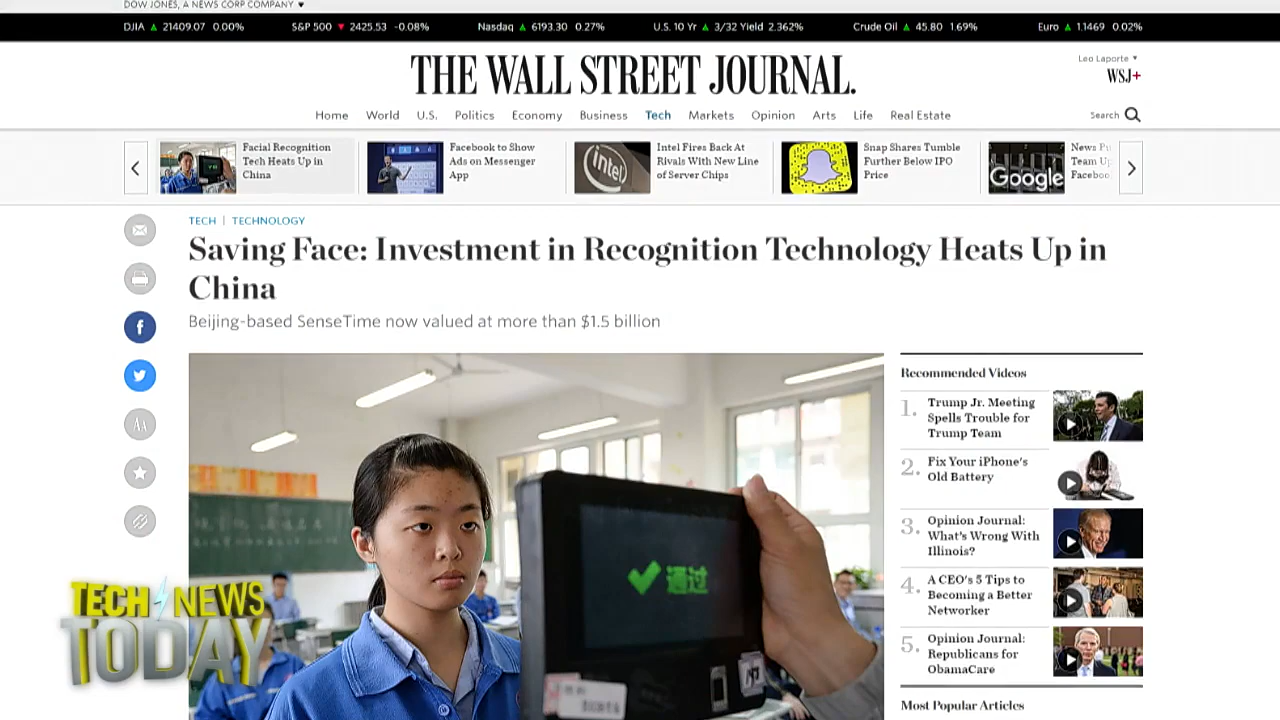 DOW JONES, A NEWS CORP COMPANY ▼
DJIA ▲ 21409.07 0.00%
S&P 500 ▼ 2425.53 -0.08%
Nasdaq ▲ 6193.30 0.27%
U.S. 10 Yr ▲ 3/32 Yield 2.362%
Crude Oil ▲ 45.80 1.69%
Euro ▲ 1.1469 0.02%
THE WALL STREET JOURNAL.
Leo Laporte ▼
WSJ+
Home World U.S. Politics Economy Business Tech Markets Opinion Arts Life Real Estate
Search
Facial Recognition
Tech Heats Up in
China
Facebook to Show
Ads on Messenger
App
intel
Intel Fires Back At
Rivals With New Line
of Server Chips
Snap Shares Tumble
Further Below IPO
Price
Google
News
Team
TECH | TECHNOLOGY
Saving Face: Investment in Recognition Technology Heats Up in
China
Beijing-based SenseTime now valued at more than $1.5 billion
f
AA
通过
TECH NEWS
TODAY
Recommended Videos
1. Trump Jr. Meeting
Spells Trouble for
Trump Team
2. Fix Your iPhone's
Old Battery
3. Opinion Journal:
What's Wrong With
Illinois?
4. A CEO's 5 Tips to
Becoming a Better
Networker
5. Opinion Journal:
Republicans for
ObamaCare
Most Popular Articles